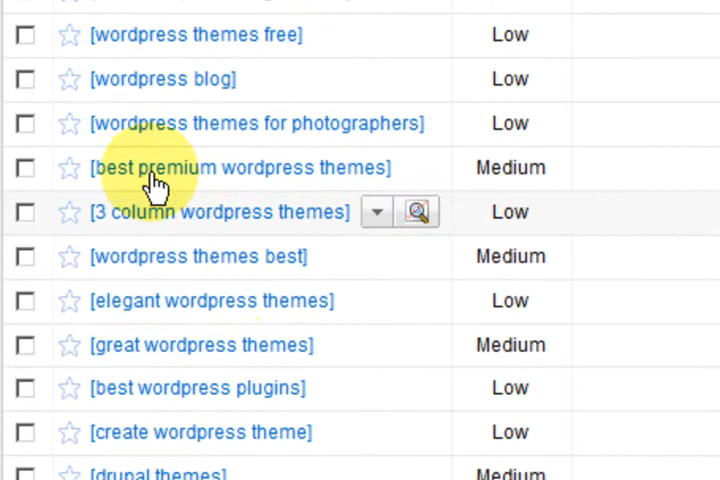 [wordpress themes free] Low
[wordpress blog] Low
[wordpress themes for photographers] Low
[best premium wordpress themes] Medium
[3 column wordpress themes] Low
[wordpress themes best] Medium
[elegant wordpress themes] Low
[great wordpress themes] Medium
[best wordpress plugins] Low
[create wordpress theme] Low
[drupal themes] Medium